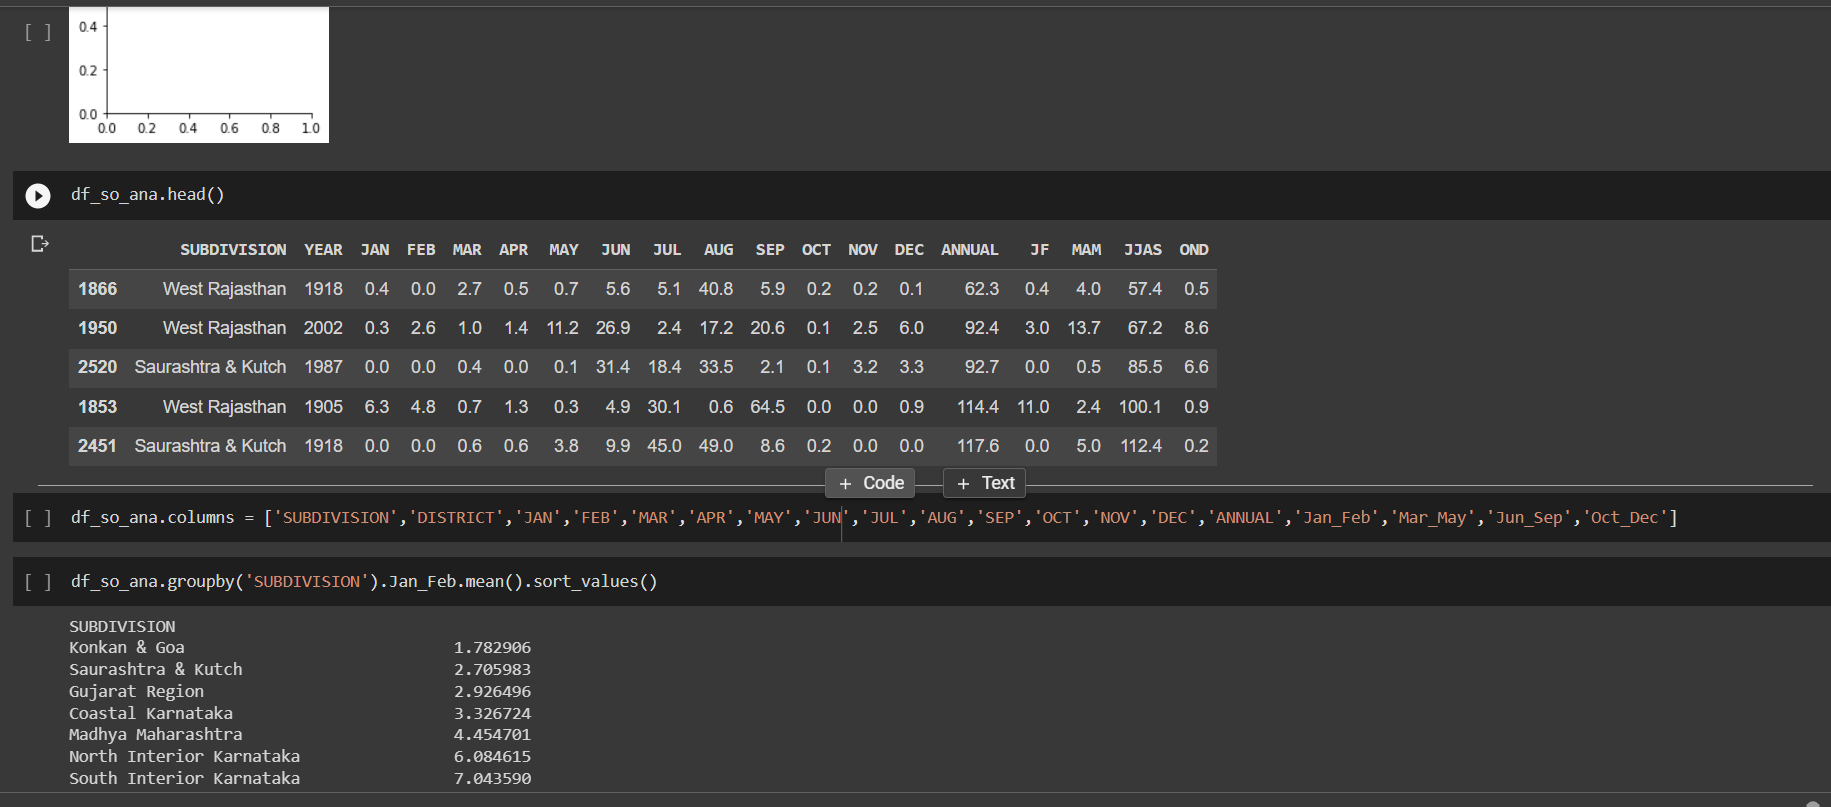 [ ]
0.4
0.2
0.0
0.0 0.2 0.4 0.6 0.8 1.0
df_so_ana.head()
SUBDIVISION YEAR JAN FEB MAR APR MAY JUN JUL AUG SEP OCT NOV DEC ANNUAL JF MAM JJAS OND
1866 West Rajasthan 1918 0.4 0.0 2.7 0.5 0.7 5.6 5.1 40.8 5.9 0.2 0.2 0.1 62.3 0.4 4.0 57.4 0.5
1950 West Rajasthan 2002 0.3 2.6 1.0 1.4 11.2 26.9 2.4 17.2 20.6 0.1 2.5 6.0 92.4 3.0 13.7 67.2 8.6
2520 Saurashtra & Kutch 1987 0.0 0.0 0.4 0.0 0.1 31.4 18.4 33.5 2.1 0.1 3.2 3.3 92.7 0.0 0.5 85.5 6.6
1853 West Rajasthan 1905 6.3 4.8 0.7 1.3 0.3 4.9 30.1 0.6 64.5 0.0 0.0 0.9 114.4 11.0 2.4 100.1 0.9
2451 Saurashtra & Kutch 1918 0.0 0.0 0.6 0.6 3.8 9.9 45.0 49.0 8.6 0.2 0.0 0.0 117.6 0.0 5.0 112.4 0.2
+ Code + Text
[ ] df_so_ana.columns = ['SUBDIVISION','DISTRICT','JAN','FEB','MAR','APR','MAY','JUN','JUL','AUG','SEP','OCT','NOV','DEC','ANNUAL','Jan_Feb','Mar_May','Jun_Sep','Oct_Dec']
[ ] df_so_ana.groupby('SUBDIVISION').Jan_Feb.mean().sort_values()
SUBDIVISION
Konkan & Goa 1.782906
Saurashtra & Kutch 2.705983
Gujarat Region 2.926496
Coastal Karnataka 3.326724
Madhya Maharashtra 4.454701
North Interior Karnataka 6.084615
South Interior Karnataka 7.043590